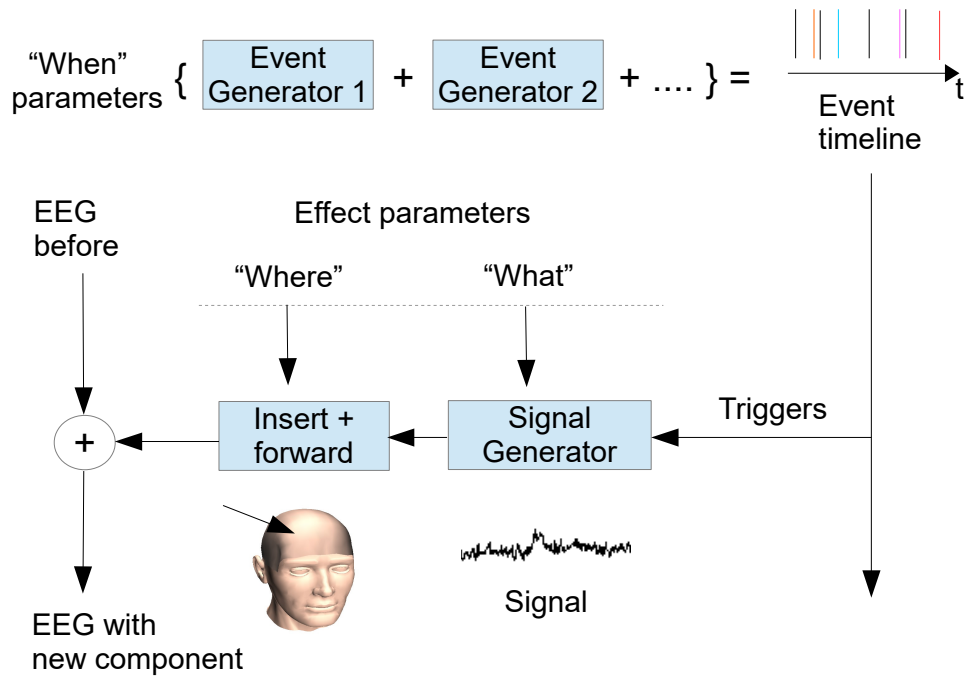 “When”
parameters
{
Event
Generator 1
+
Event
Generator 2
+ .... } =
t
Event
timeline
EEG
before
Effect parameters
“Where”
“What”
+
Insert +
forward
Signal
Generator
Triggers
Signal
EEG with
new component